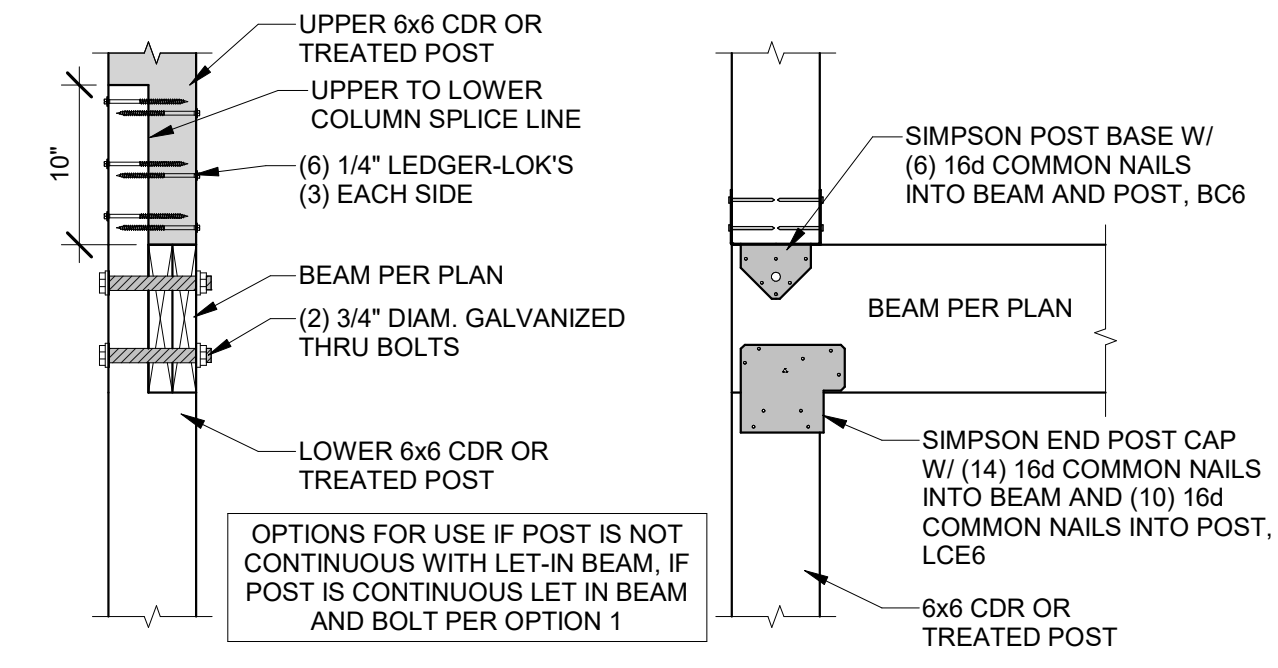 UPPER 6x6 CDR OR
TREATED POST
UPPER TO LOWER
COLUMN SPLICE LINE
10"
(6) 1/4" LEDGER-LOK'S
(3) EACH SIDE
BEAM PER PLAN
(2) 3/4" DIAM. GALVANIZED
THRU BOLTS
LOWER 6x6 CDR OR
TREATED POST
OPTIONS FOR USE IF POST IS NOT
CONTINUOUS WITH LET-IN BEAM, IF
POST IS CONTINUOUS LET IN BEAM
AND BOLT PER OPTION 1
SIMPSON POST BASE W/
(6) 16d COMMON NAILS
INTO BEAM AND POST, BC6
BEAM PER PLAN
SIMPSON END POST CAP
W/ (14) 16d COMMON NAILS
INTO BEAM AND (10) 16d
COMMON NAILS INTO POST,
LCE6
6x6 CDR OR
TREATED POST